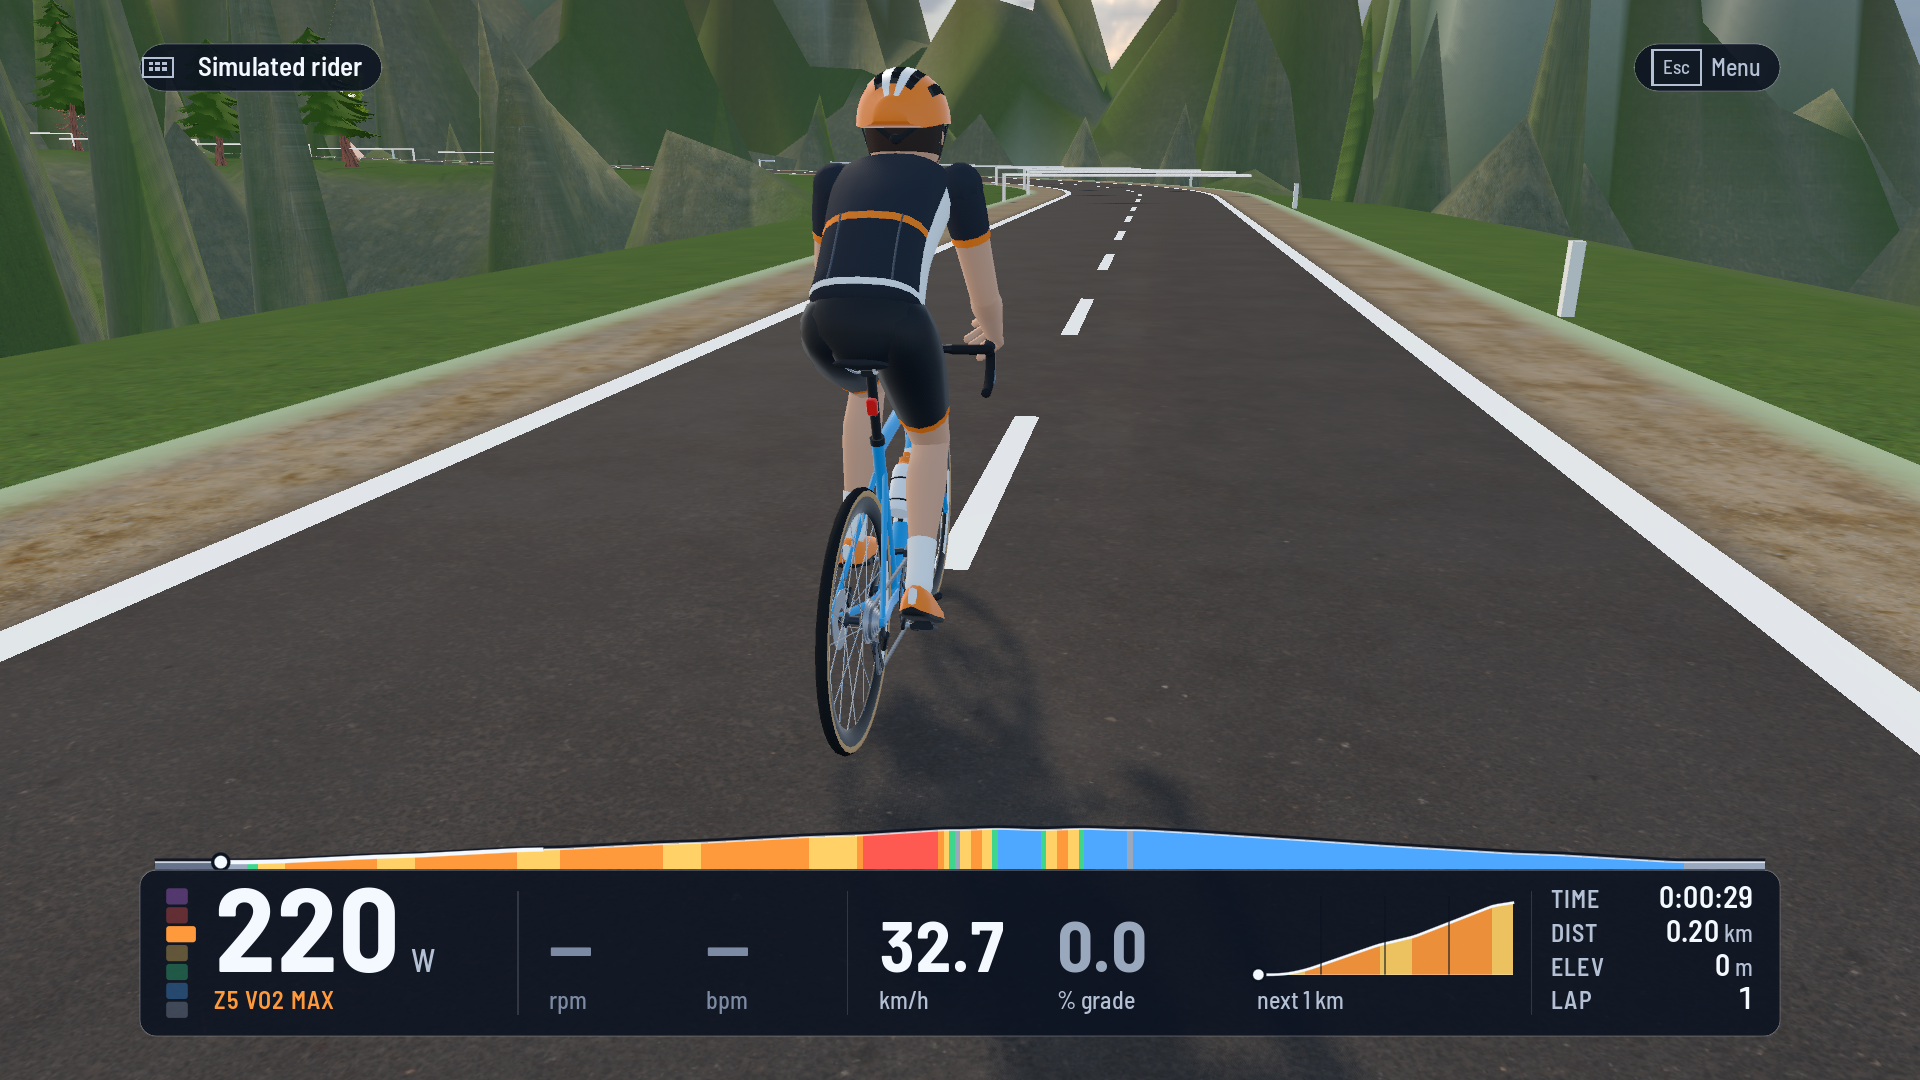 Simulated rider
Esc Menu
220 W
Z5 VO2 MAX
— rpm
— bpm
32.7 km/h
0.0 % grade
next 1 km
TIME 0:00:29
DIST 0.20 km
ELEV 0 m
LAP 1